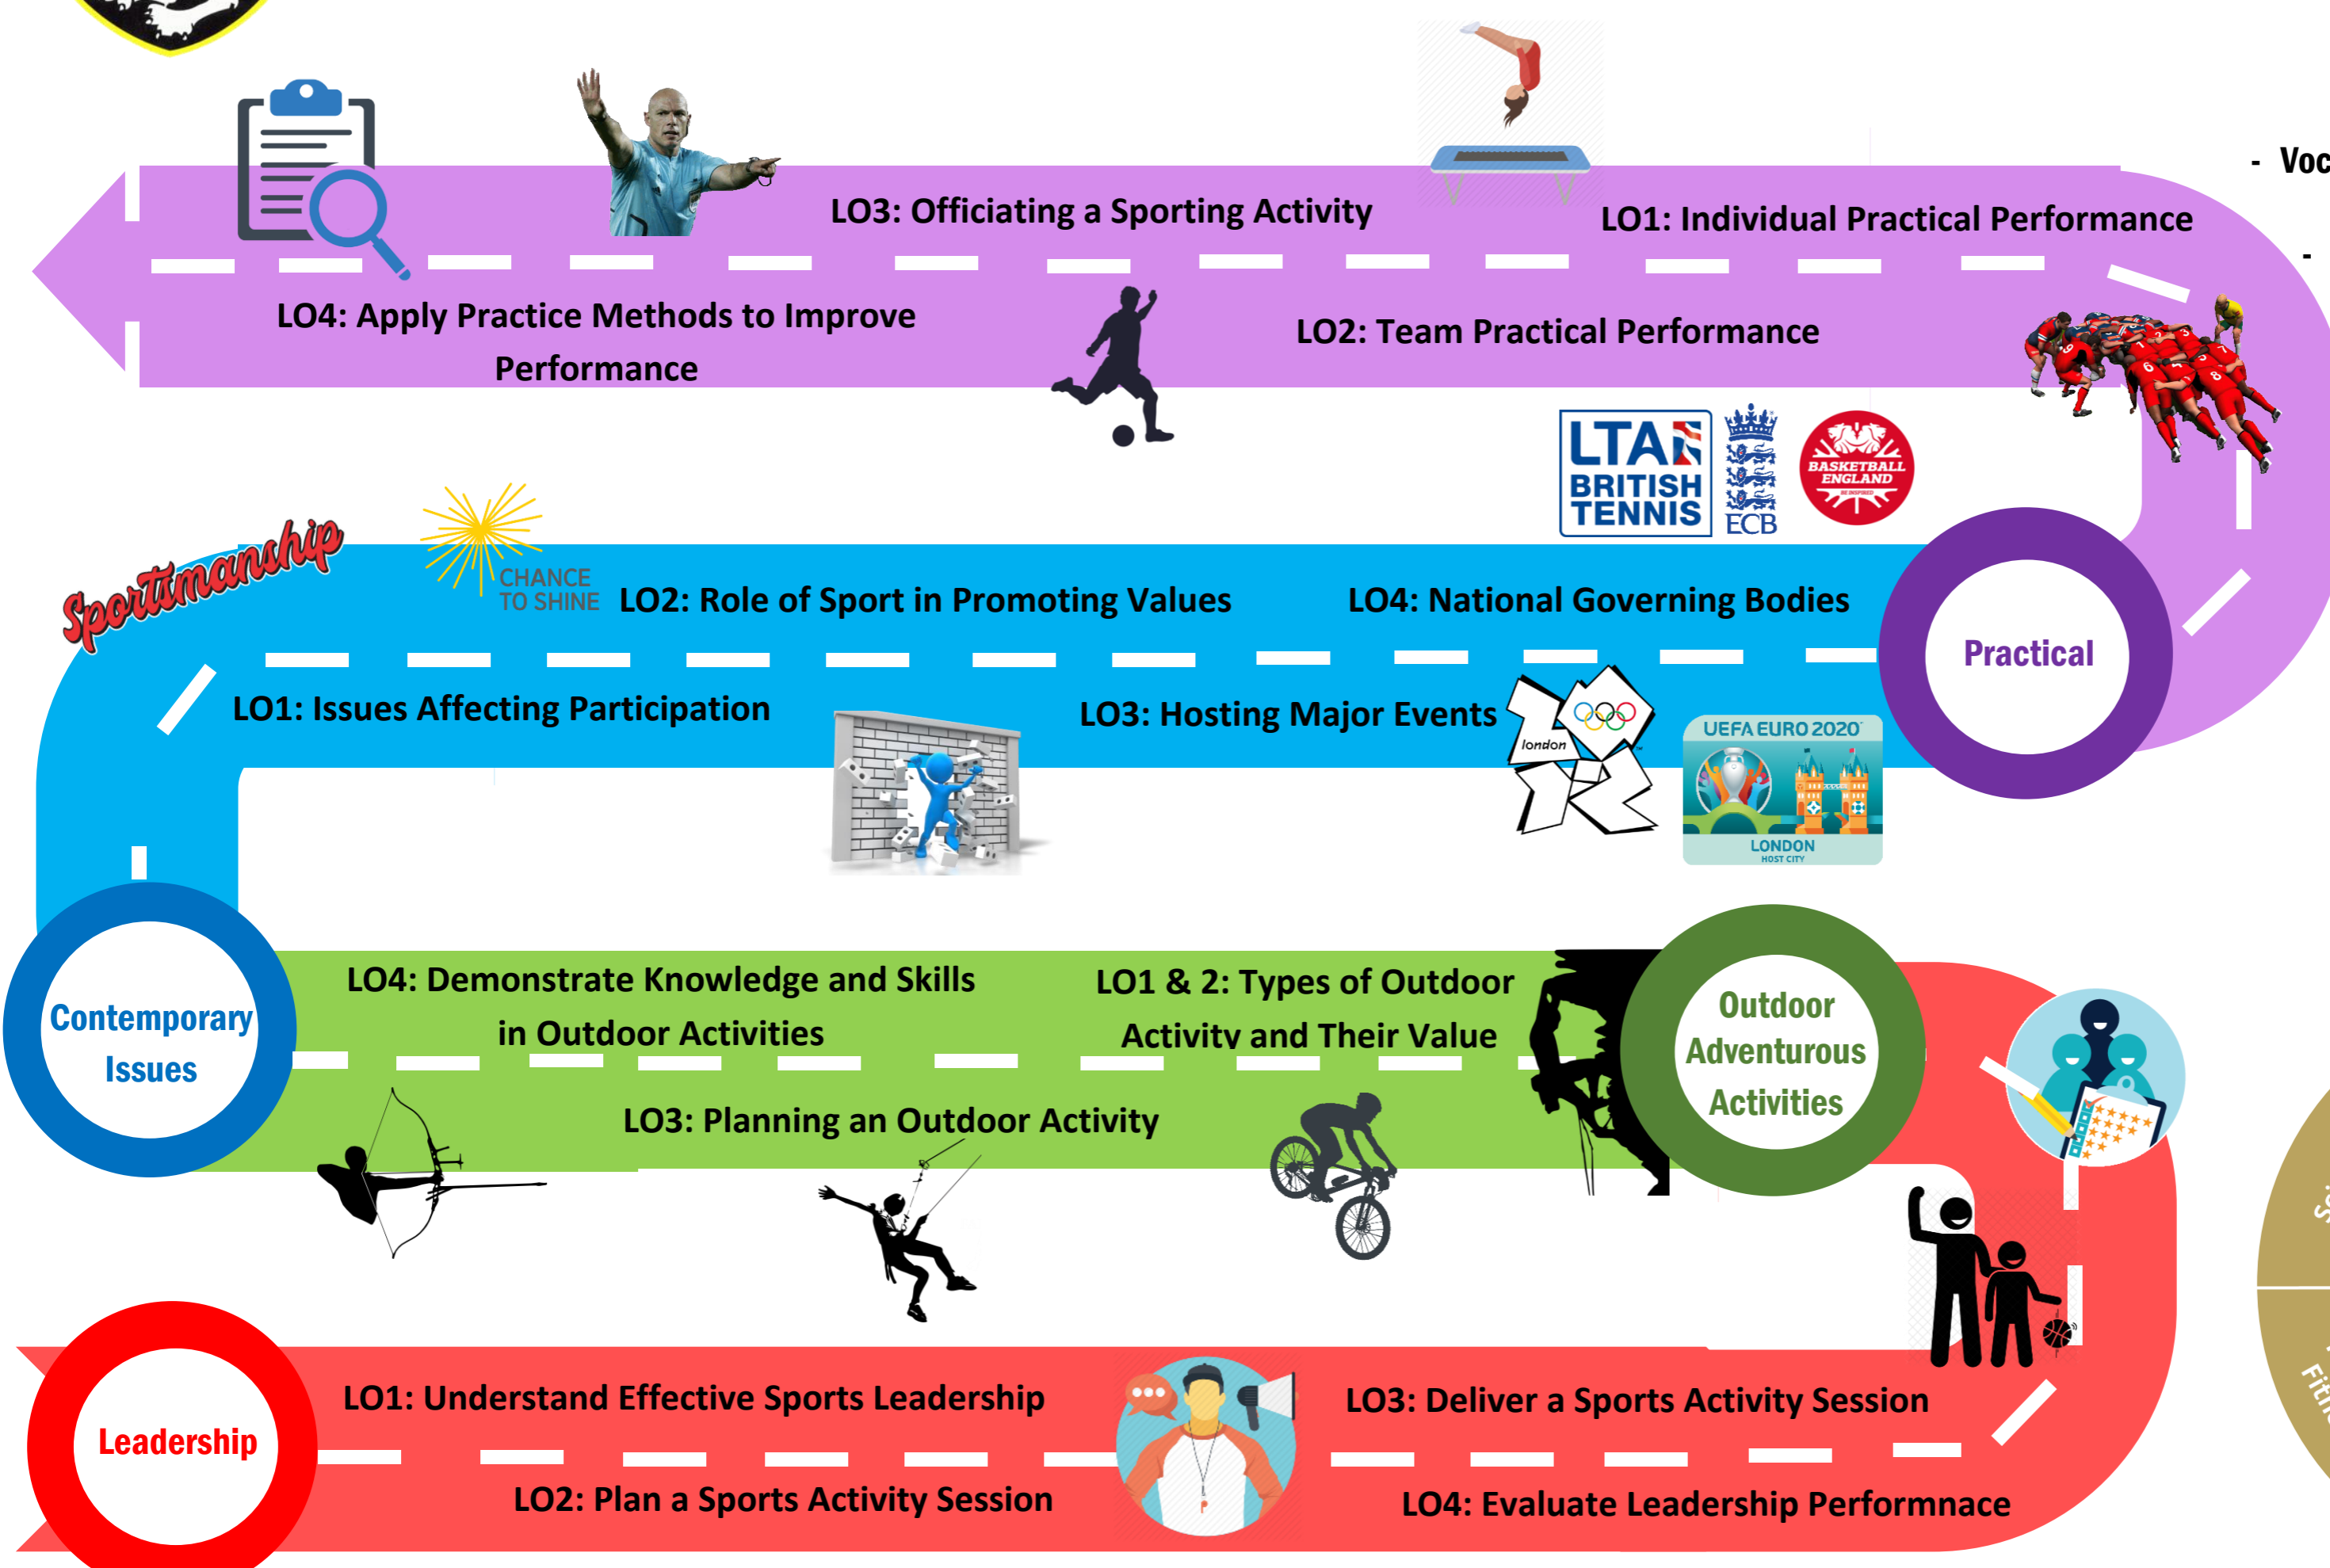 - Voc
-
LO3: Officiating a Sporting Activity
LO1: Individual Practical Performance
LO4: Apply Practice Methods to Improve
Performance
LO2: Team Practical Performance
LTA
BRITISH
TENNIS
ECB
BASKETBALL
ENGLAND
BE INSPIRED
Sportsmanship
CHANCE
TO SHINE
LO2: Role of Sport in Promoting Values
LO4: National Governing Bodies
Practical
LO1: Issues Affecting Participation
LO3: Hosting Major Events
london
UEFA EURO 2020
LONDON
HOST CITY
LO4: Demonstrate Knowledge and Skills
in Outdoor Activities
LO1 & 2: Types of Outdoor
Activity and Their Value
Outdoor
Adventurous
Activities
Contemporary
Issues
LO3: Planning an Outdoor Activity
LO1: Understand Effective Sports Leadership
LO3: Deliver a Sports Activity Session
Leadership
LO2: Plan a Sports Activity Session
LO4: Evaluate Leadership Performnace